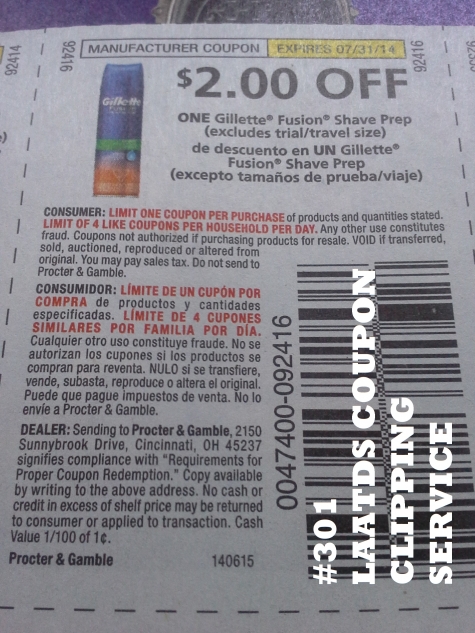 92414
92416
MANUFACTURER COUPON
EXPIRES 07/31/14
92416
Gillette
$2.00 OFF
ONE Gillette® Fusion® Shave Prep
(excludes trial/travel size)
de descuento en UN Gillette®
Fusion® Shave Prep
(excepto tamaños de prueba/viaje)
CONSUMER: LIMIT ONE COUPON PER PURCHASE of products and quantities stated.
LIMIT OF 4 LIKE COUPONS PER HOUSEHOLD PER DAY. Any other use constitutes
fraud. Coupons not authorized if purchasing products for resale. VOID if transferred,
sold, auctioned, reproduced or altered from
original. You may pay sales tax. Do not send to
Procter & Gamble.
CONSUMIDOR: LÍMITE DE UN CUPÓN POR
COMPRA de productos y cantidades
especificadas. LÍMITE DE 4 CUPONES
SIMILARES POR FAMILIA POR DÍA.
Cualquier otro uso constituye fraude. No se
autorizan los cupones si los productos se
compran para reventa. NULO si se transfiere,
vende, subasta, reproduce o altera el original.
Puede que pague impuestos de venta. No lo
envíe a Procter & Gamble.
DEALER: Sending to Procter & Gamble, 2150
Sunnybrook Drive, Cincinnati, OH 45237
signifies compliance with "Requirements for
Proper Coupon Redemption." Copy available
by writing to the above address. No cash or
credit in excess of shelf price may be returned
to consumer or applied to transaction. Cash
Value 1/100 of 1¢.
Procter & Gamble
140615
0047400-092416
#301
LAATDS COUPON
CLIPPING
SERVICE